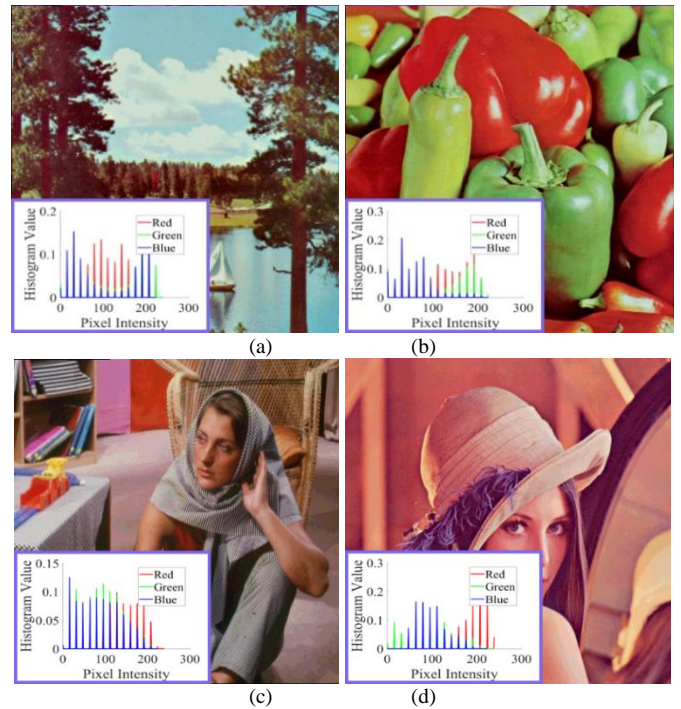 Histogram Value
0.2
0.1
0
Red
Green
Blue
0 100 200 300
Pixel Intensity
(a)
Histogram Value
0.3
0.2
0.1
0
Red
Green
Blue
0 100 200 300
Pixel Intensity
(b)
Histogram Value
0.15
0.1
0.05
0
Red
Green
Blue
0 100 200 300
Pixel Intensity
(c)
Histogram Value
0.3
0.2
0.1
0
Red
Green
Blue
0 100 200 300
Pixel Intensity
(d)